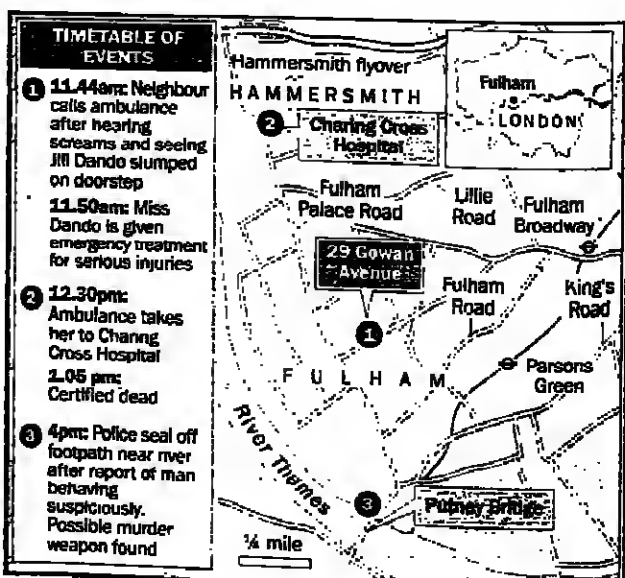 TIMETABLE OF
EVENTS
1 11.44am: Neighbour
calls ambulance
after hearing
screams and seeing
Jill Dando slumped
on doorstep
11.50am: Miss
Dando is given
emergency treatment
for serious injuries
2 12.30pm:
Ambulance takes
her to Charing
Cross Hospital
1.05 pm:
Certified dead
3 4pm: Police seal off
footpath near river
after report of man
behaving
suspiciously.
Possible murder
weapon found
Hammersmith flyover
HAMMERSMITH
2 Charing Cross
Hospital
Fulham
LONDON
Fulham
Palace Road
Lillie
Road
Fulham
Broadway
29 Gowan
Avenue
1
Fulham
Road
King's
Road
FULHAM
Parsons
Green
River Thames
3 Putney Bridge
¼ mile